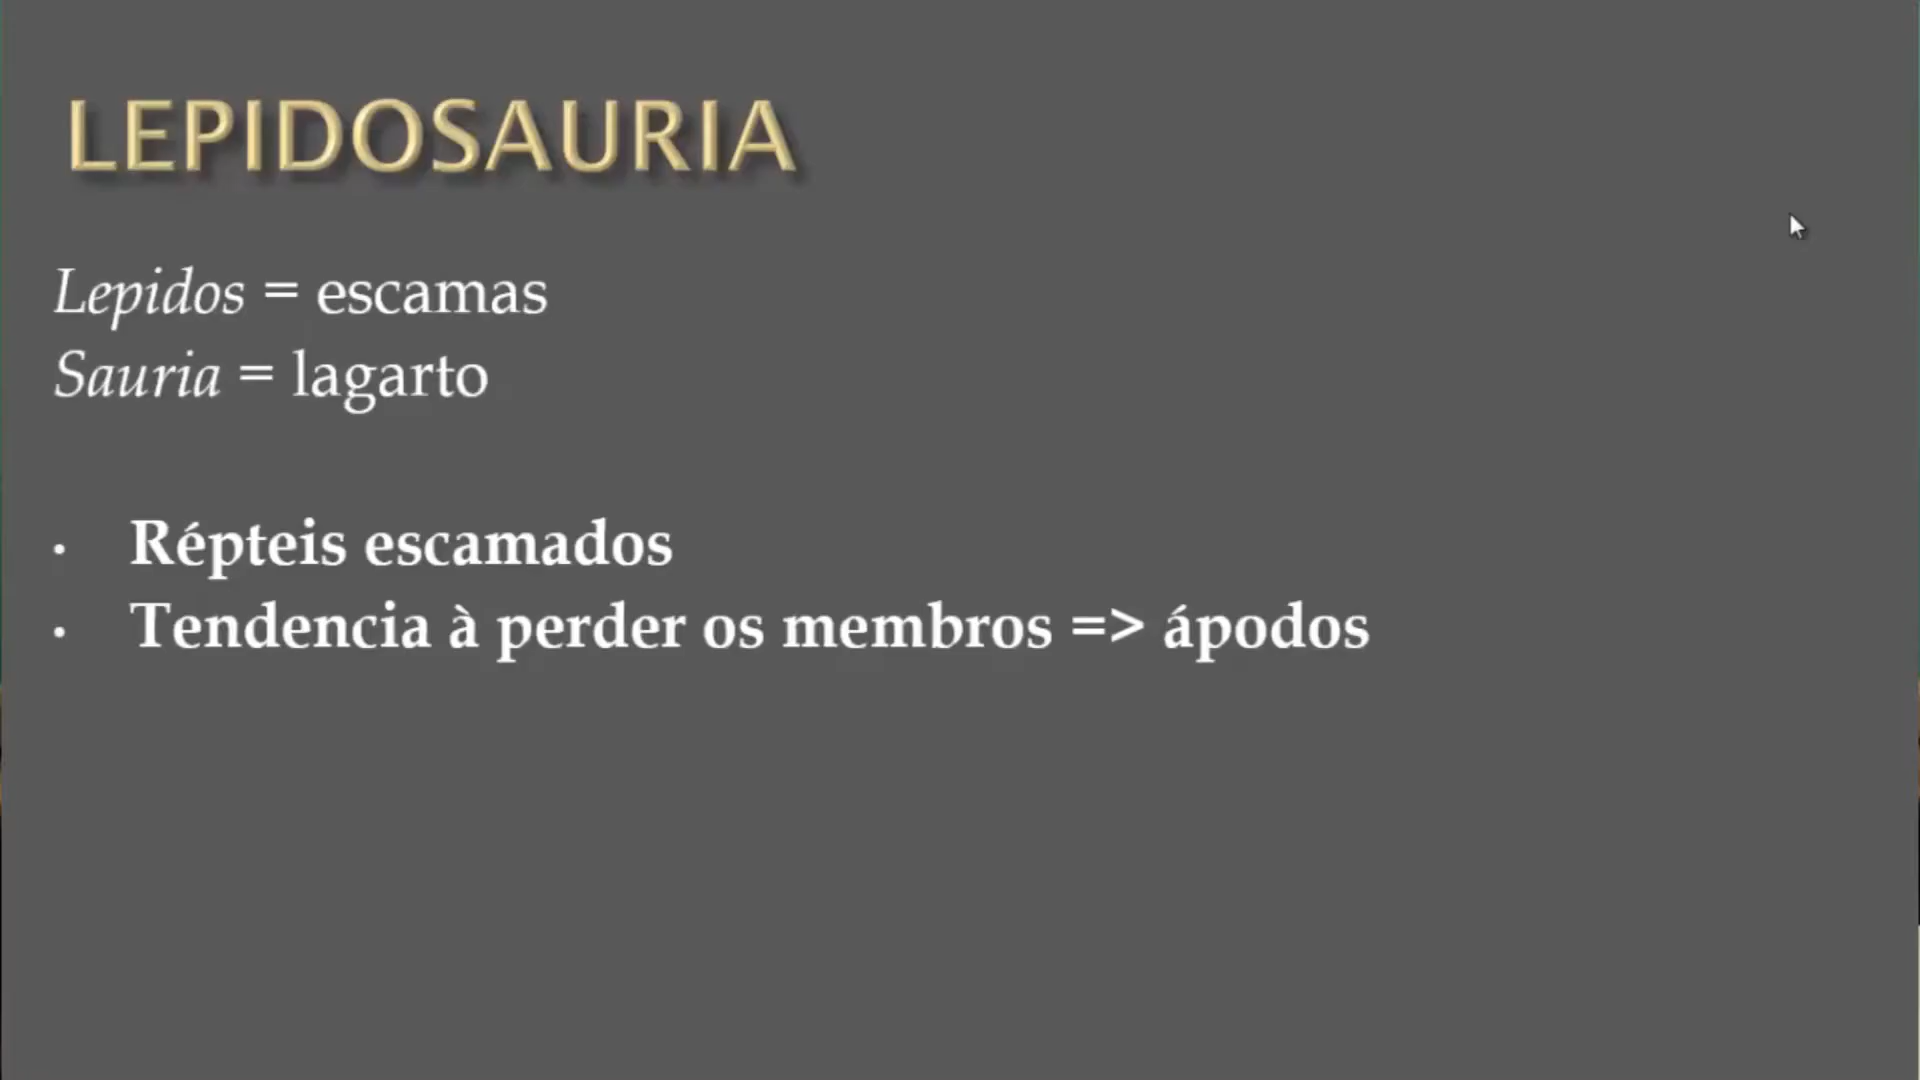 LEPIDOSAURIA
Lepidos = escamas
Sauria = lagarto
• Répteis escamados
• Tendencia à perder os membros => ápodos